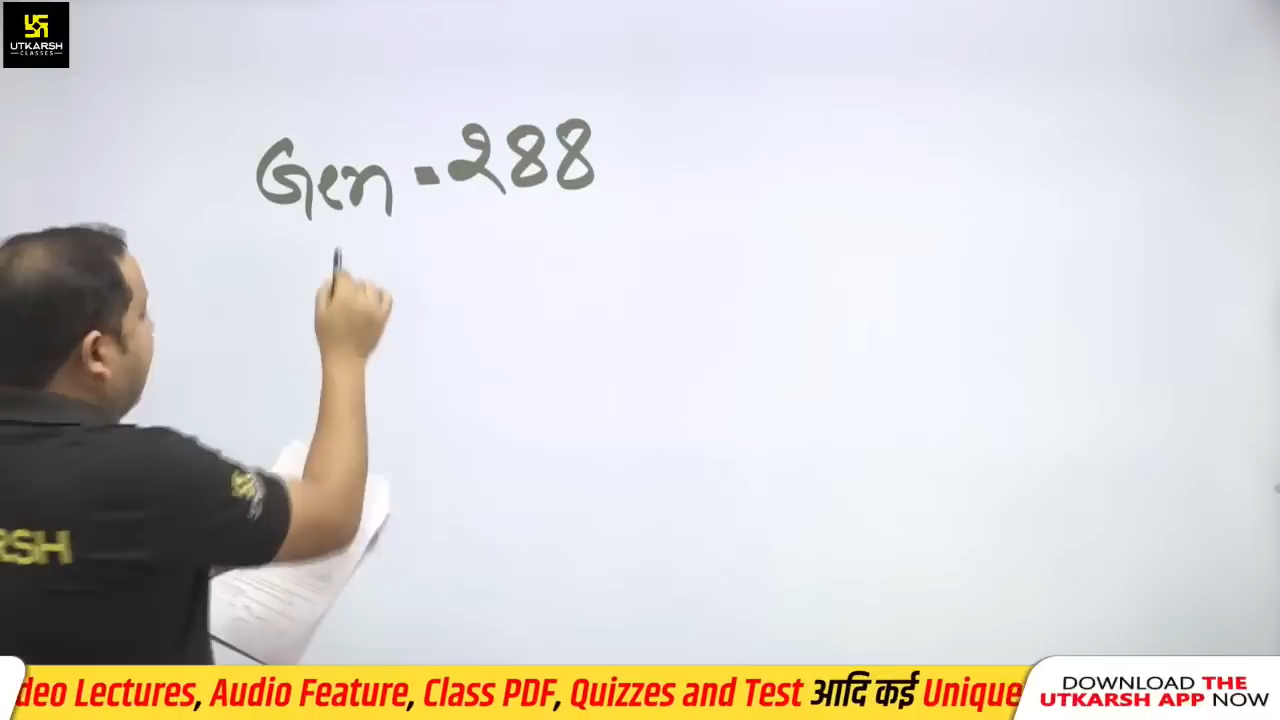 UTKARSH
CLASSES
Gen - 288
RSH
deo Lectures, Audio Feature, Class PDF, Quizzes and Test आदि कई Unique
DOWNLOAD THE
UTKARSH APP NOW